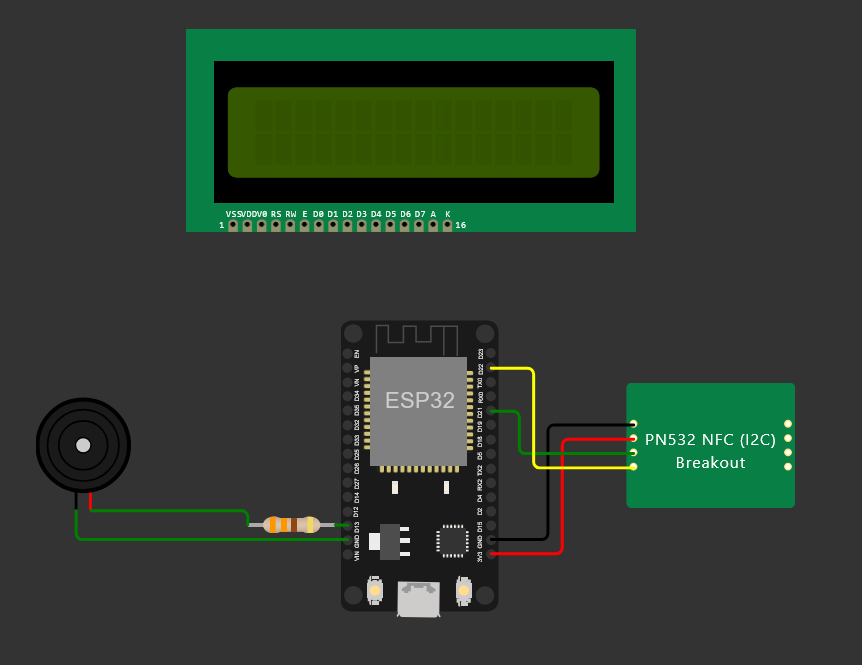 VSS VDD V0 RS RW E D0 D1 D2 D3 D4 D5 D6 D7 A K
1 16
EN
VP
VN
D34
D35
D32
D33
D25
D26
D27
D14
D12
D13
GND
VIN
ESP32
D23
D22
TX0
RX0
D21
D19
D18
D5
TX2
RX2
D4
D2
D15
GND
3V3
PN532 NFC (I2C)
Breakout